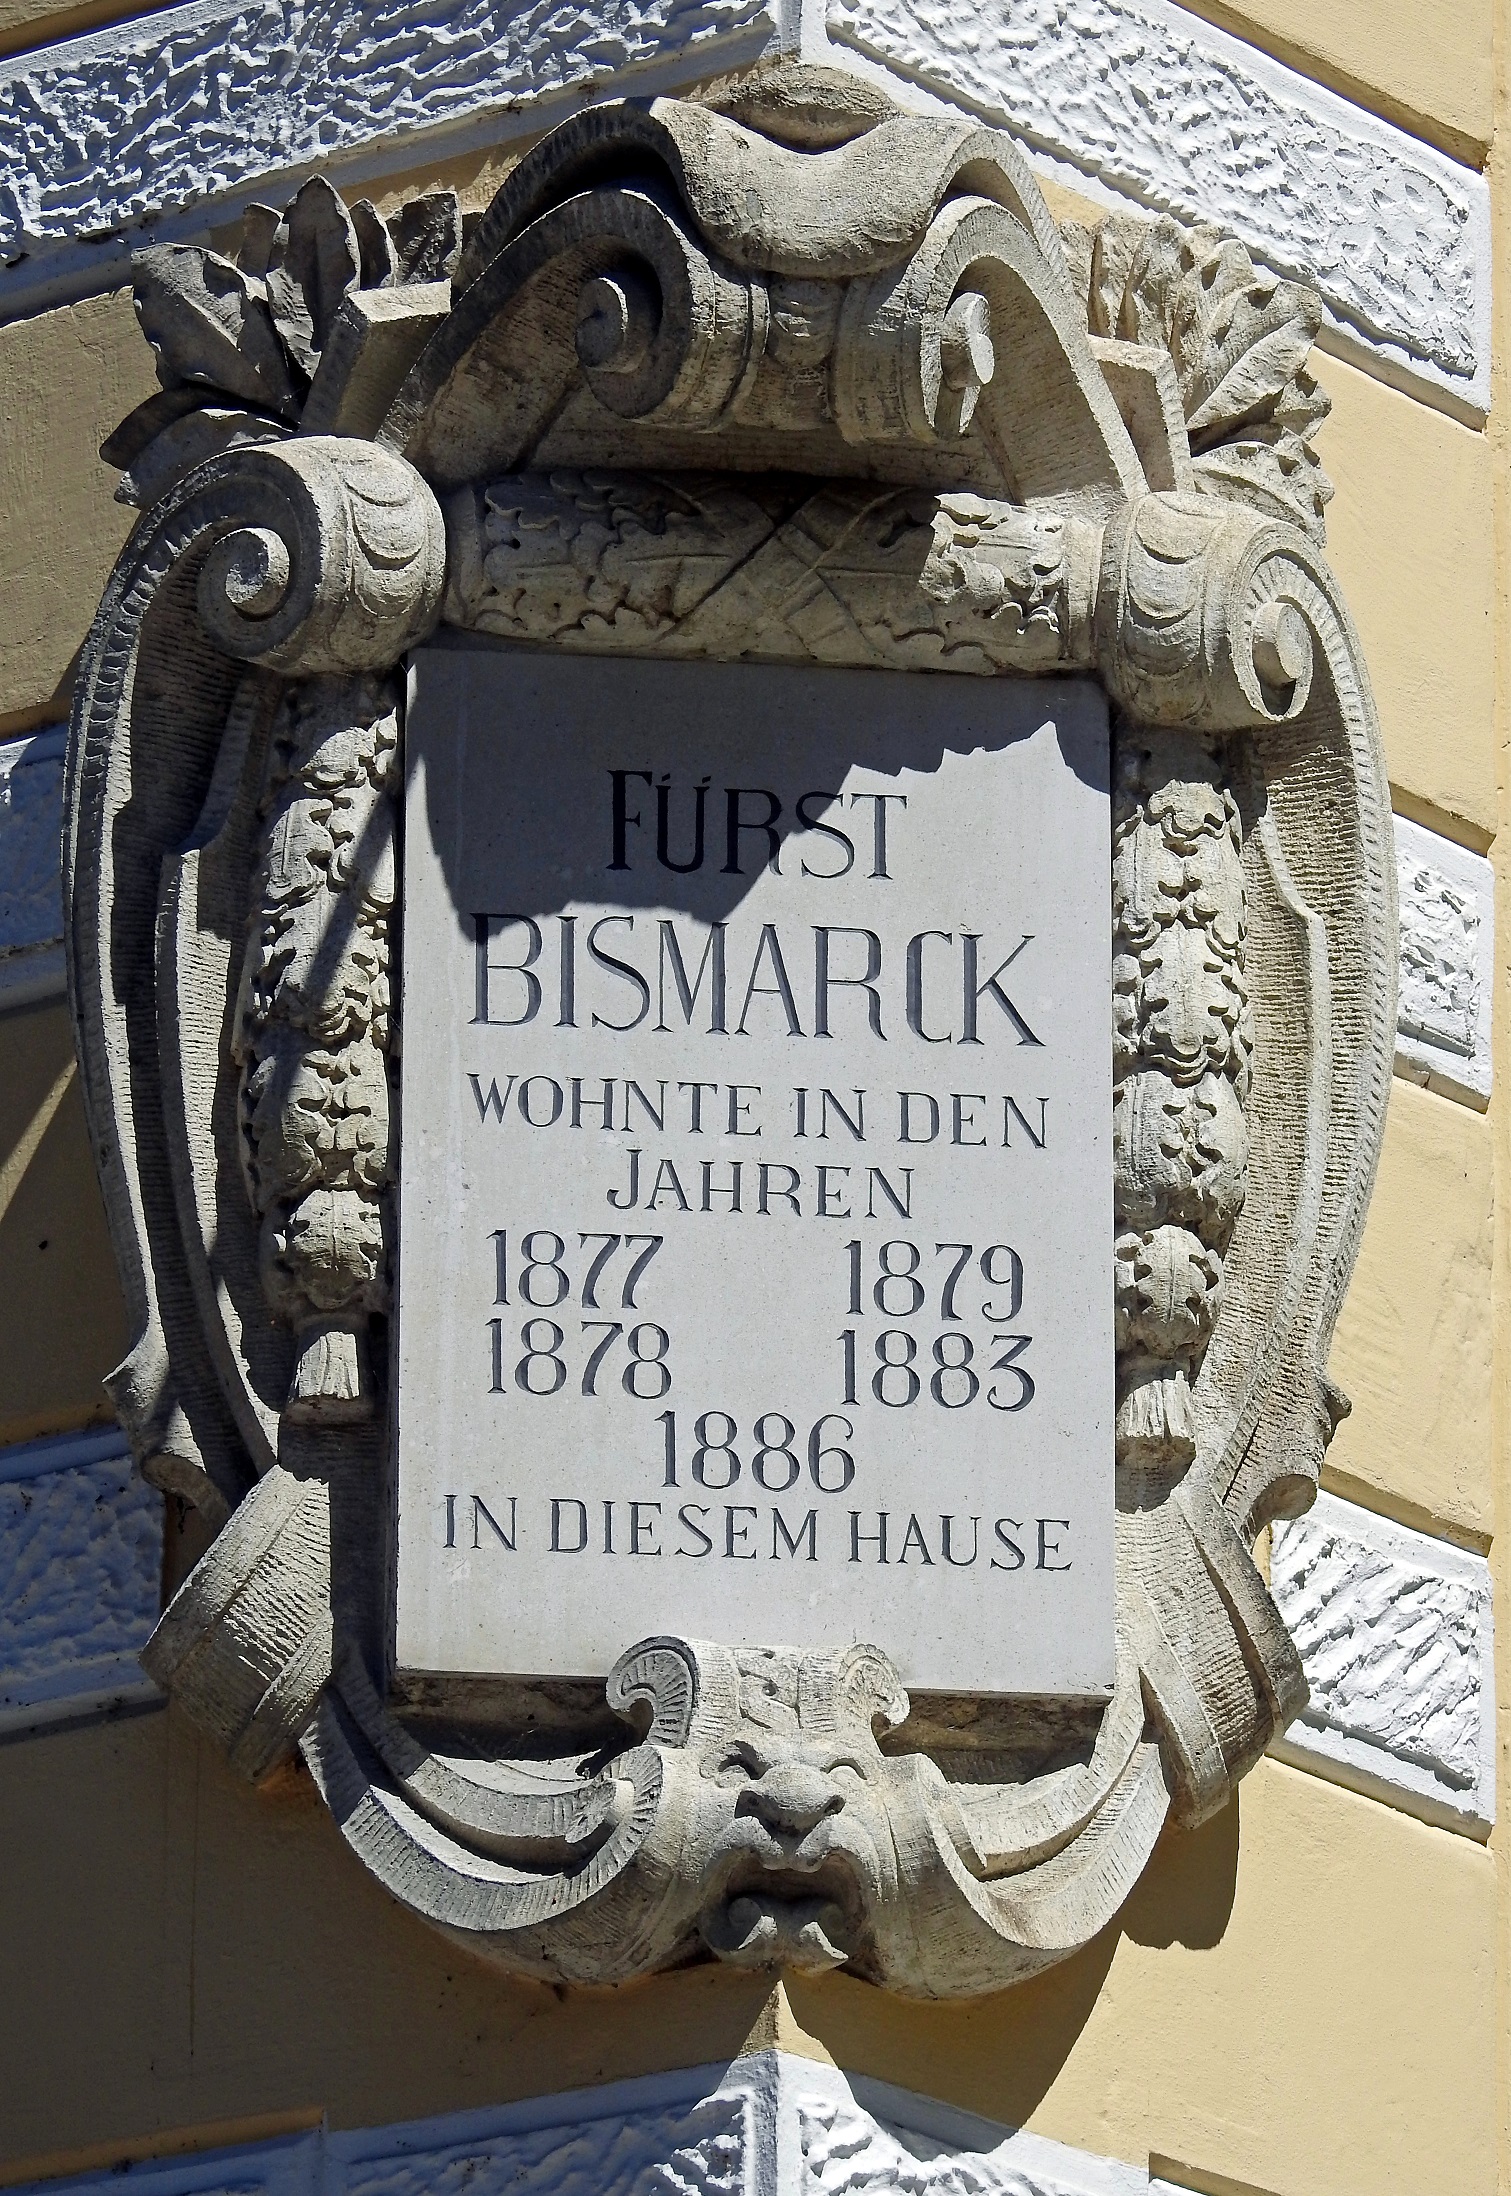 FÜRST
BISMARCK
WOHNTE IN DEN
JAHREN
1877 1879
1878 1883
1886
IN DIESEM HAUSE